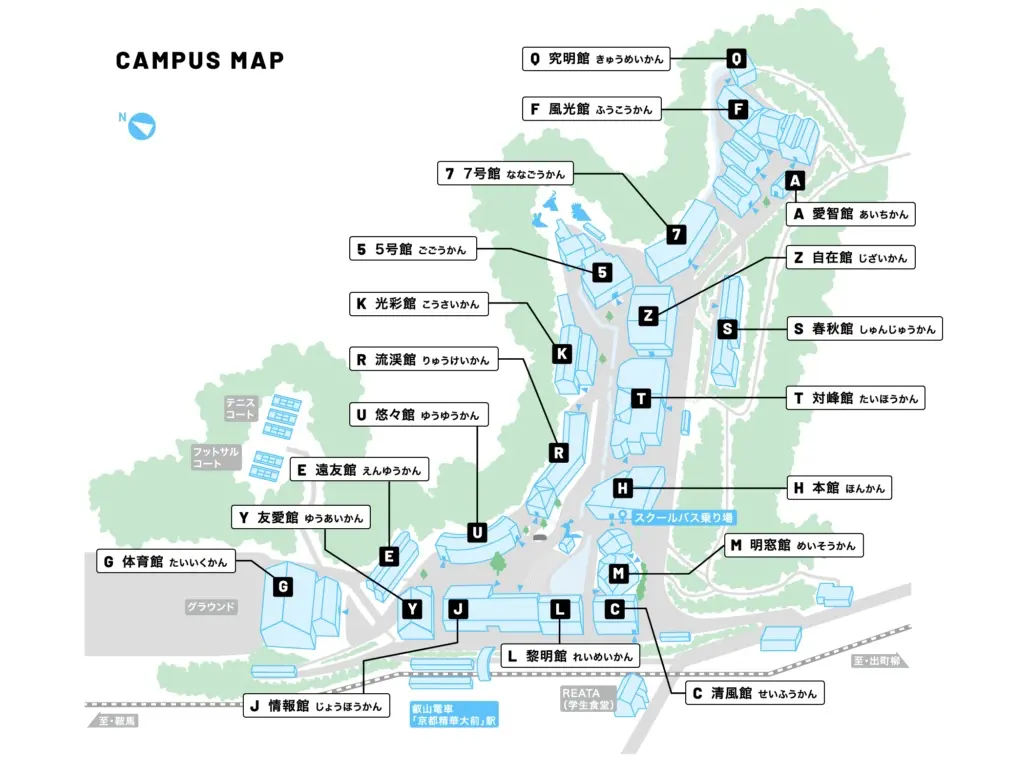 CAMPUS MAP
N
Q 究明館 きゅうめいかん
Q
F 風光館 ふうこうかん
F
7 7号館 ななごうかん
A
A 愛智館 あいちかん
7
5 5号館 ごごうかん
Z 自在館 じざいかん
5
K 光彩館 こうさいかん
Z
S
S 春秋館 しゅんじゅうかん
R 流渓館 りゅうけいかん
K
T
T 対峰館 たいほうかん
テニス
コート
U 悠々館 ゆうゆうかん
フットサル
コート
R
E 遠友館 えんゆうかん
H
H 本館 ほんかん
Y 友愛館 ゆうあいかん
スクールバス乗り場
U
M 明窓館 めいそうかん
G 体育館 たいいくかん
E
G
M
グラウンド
Y
J
L
C
L 黎明館 れいめいかん
至・出町柳
REATA
(学生食堂)
C 清風館 せいふうかん
J 情報館 じょうほうかん
叡山電車
「京都精華大前」駅
至・鞍馬